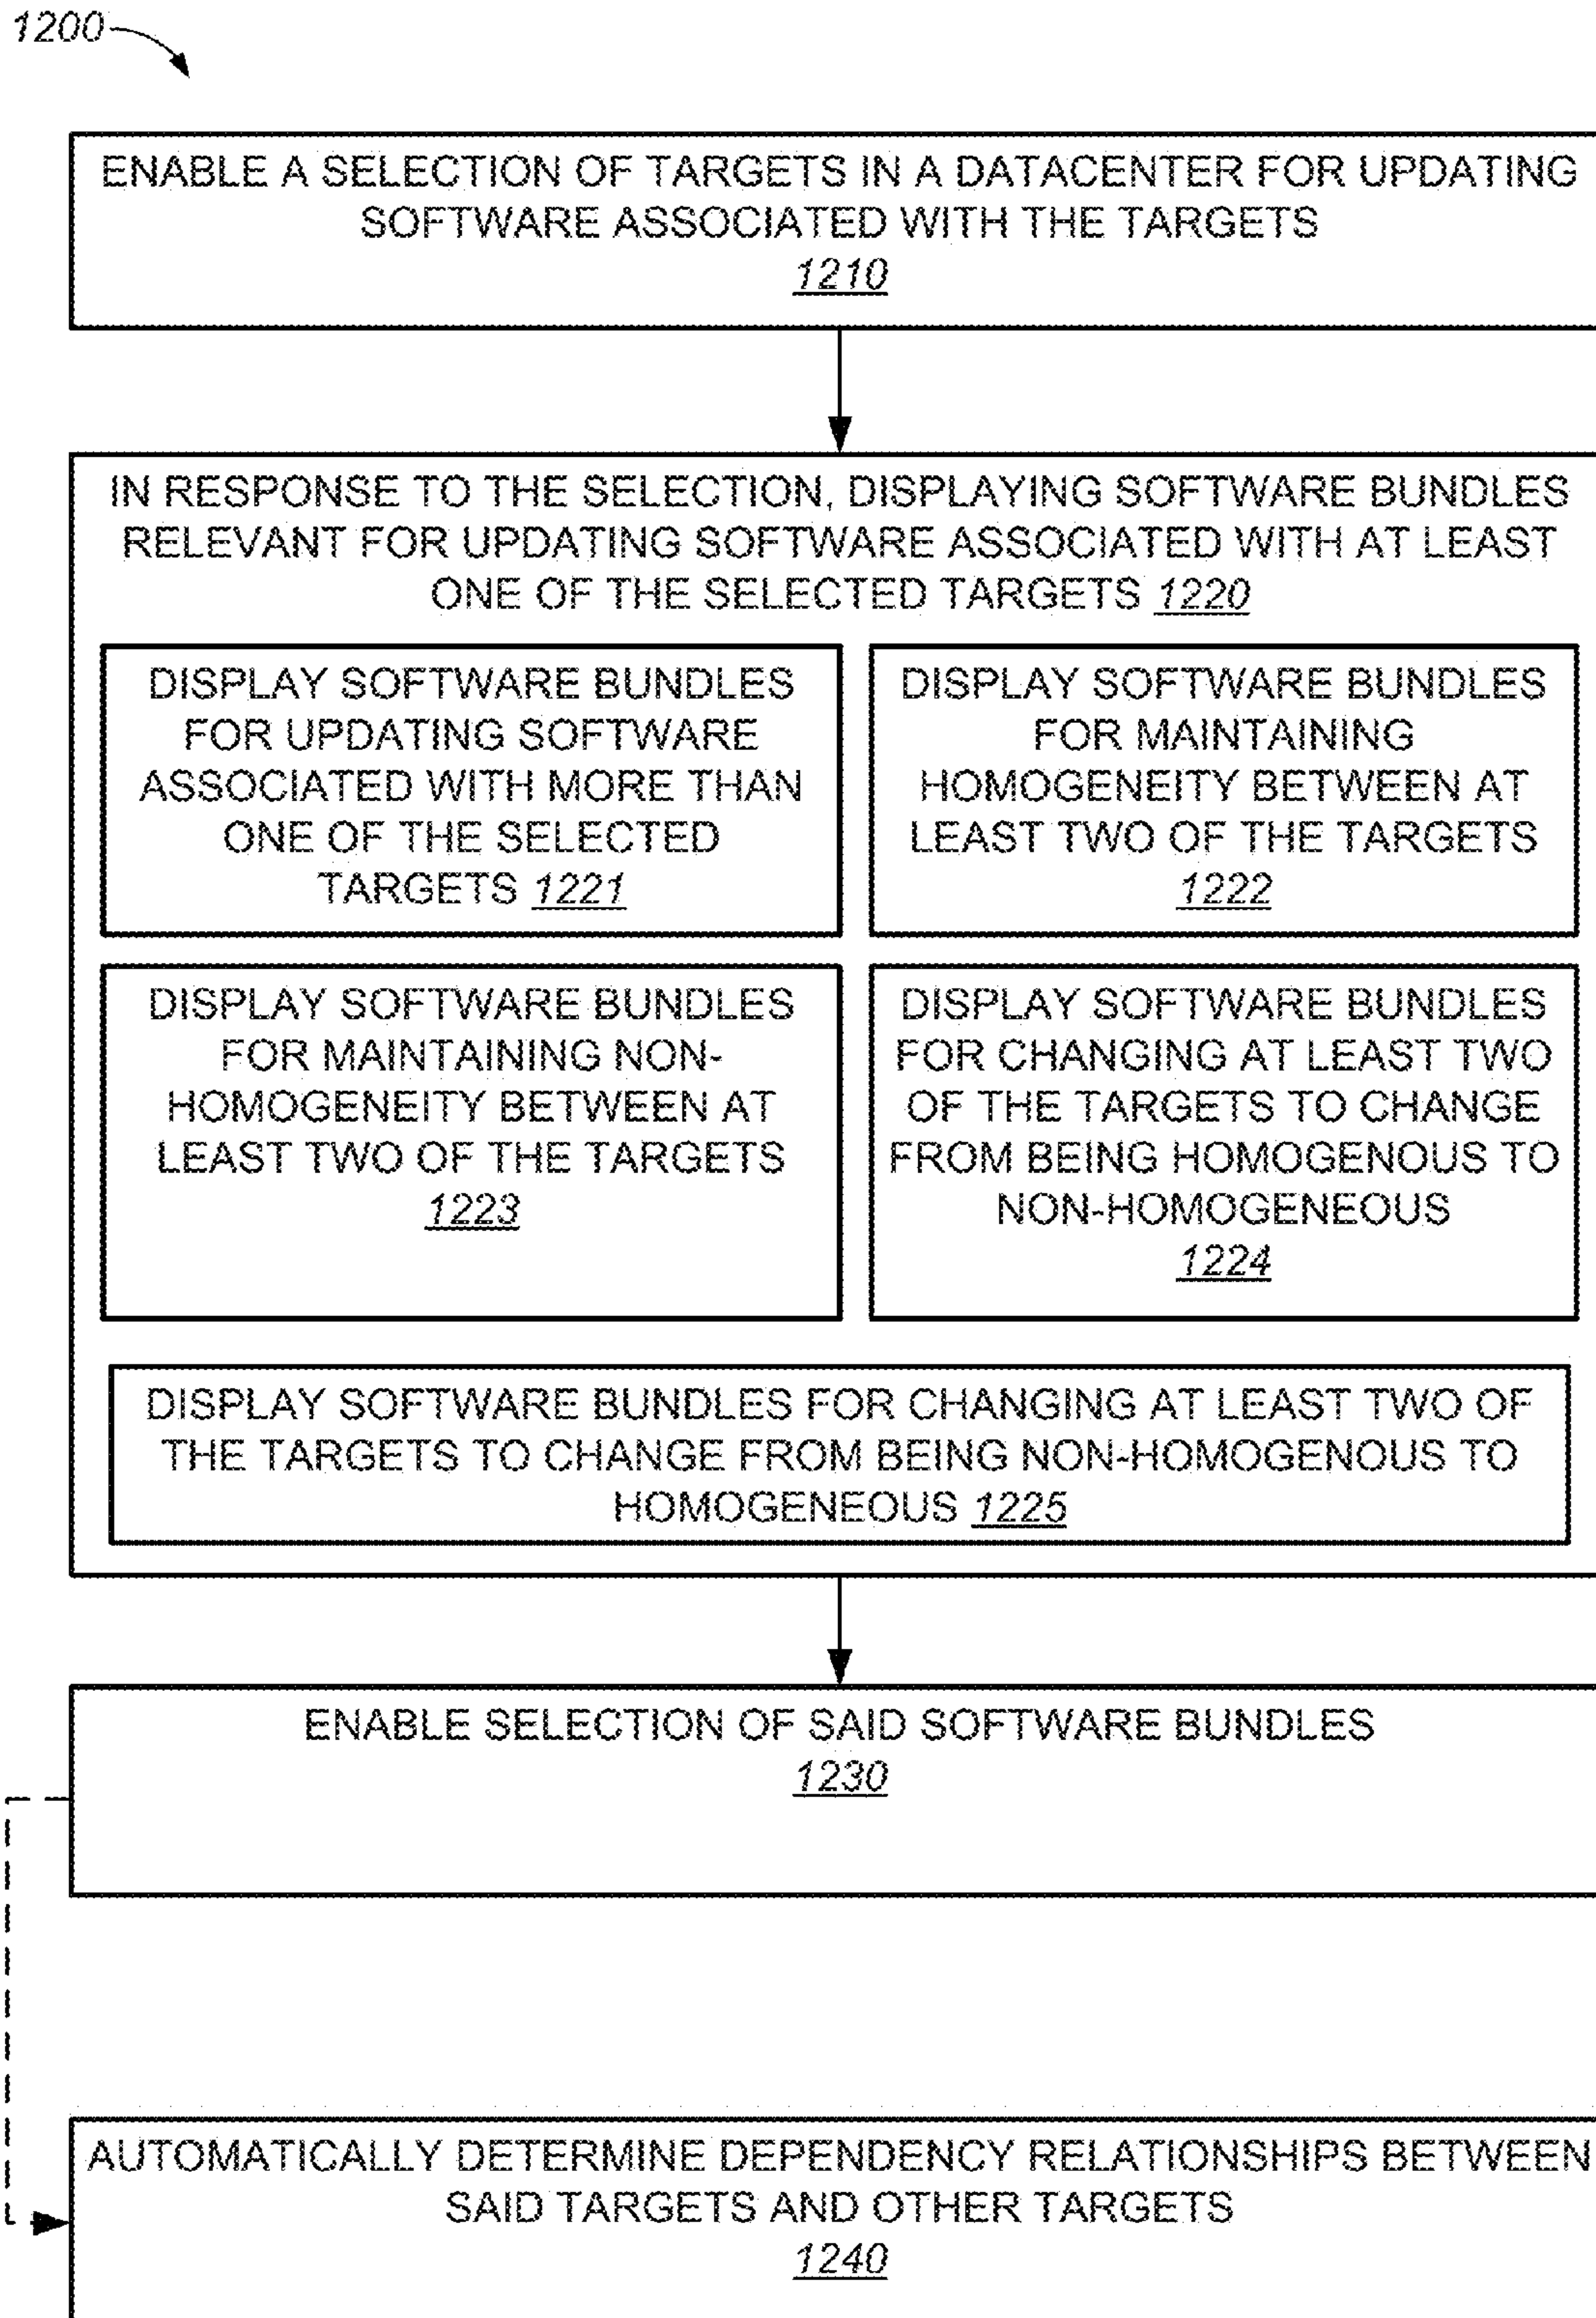 1200
ENABLE A SELECTION OF TARGETS IN A DATACENTER FOR UPDATING
SOFTWARE ASSOCIATED WITH THE TARGETS
1210
IN RESPONSE TO THE SELECTION, DISPLAYING SOFTWARE BUNDLES
RELEVANT FOR UPDATING SOFTWARE ASSOCIATED WITH AT LEAST
ONE OF THE SELECTED TARGETS 1220
DISPLAY SOFTWARE BUNDLES
FOR UPDATING SOFTWARE
ASSOCIATED WITH MORE THAN
ONE OF THE SELECTED
TARGETS 1221
DISPLAY SOFTWARE BUNDLES
FOR MAINTAINING
HOMOGENEITY BETWEEN AT
LEAST TWO OF THE TARGETS
1222
DISPLAY SOFTWARE BUNDLES
FOR MAINTAINING NON-
HOMOGENEITY BETWEEN AT
LEAST TWO OF THE TARGETS
1223
DISPLAY SOFTWARE BUNDLES
FOR CHANGING AT LEAST TWO
OF THE TARGETS TO CHANGE
FROM BEING HOMOGENOUS TO
NON-HOMOGENEOUS
1224
DISPLAY SOFTWARE BUNDLES FOR CHANGING AT LEAST TWO OF
THE TARGETS TO CHANGE FROM BEING NON-HOMOGENOUS TO
HOMOGENEOUS 1225
ENABLE SELECTION OF SAID SOFTWARE BUNDLES
1230
AUTOMATICALLY DETERMINE DEPENDENCY RELATIONSHIPS BETWEEN
SAID TARGETS AND OTHER TARGETS
1240